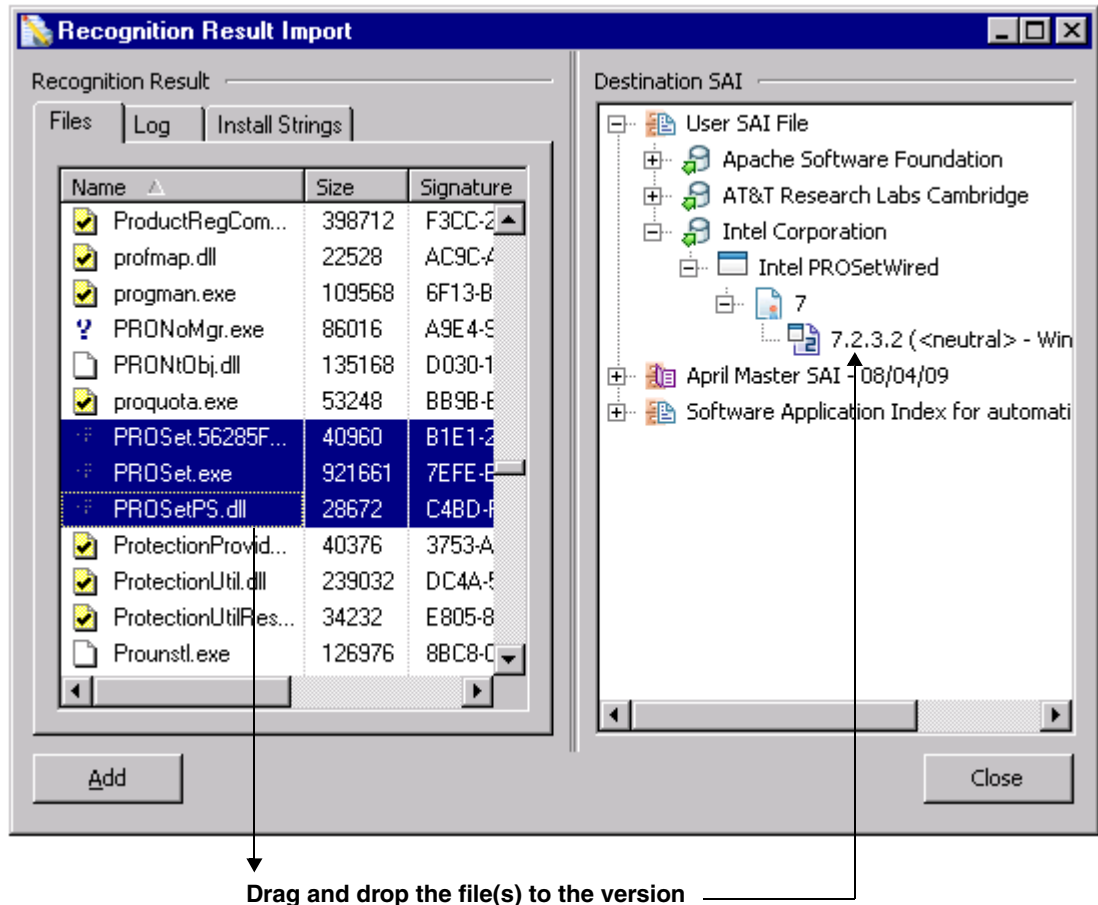 Recognition Result Import
Recognition Result
Files Log Install Strings
Name Size Signature
ProductRegCom... 398712 F3CC-2
profmap.dll 22528 AC9C-A
progman.exe 109568 6F13-B
PRONoMgr.exe 86016 A9E4-9
PRONtObj.dll 135168 D030-1
proquota.exe 53248 BB9B-E
PROSet.56285F... 40960 B1E1-2
PROSet.exe 921661 7EFE-E
PROSetPS.dll 28672 C4BD-F
ProtectionProvid... 40376 3753-A
ProtectionUtil.dll 239032 DC4A-5
ProtectionUtilRes... 34232 E805-8
Prounstl.exe 126976 8BC8-C
Add
Destination SAI
User SAI File
Apache Software Foundation
AT&T Research Labs Cambridge
Intel Corporation
Intel PROSetWired
7
7.2.3.2 (<neutral> - Win
April Master SAI - 08/04/09
Software Application Index for automati
Close
Drag and drop the file(s) to the version